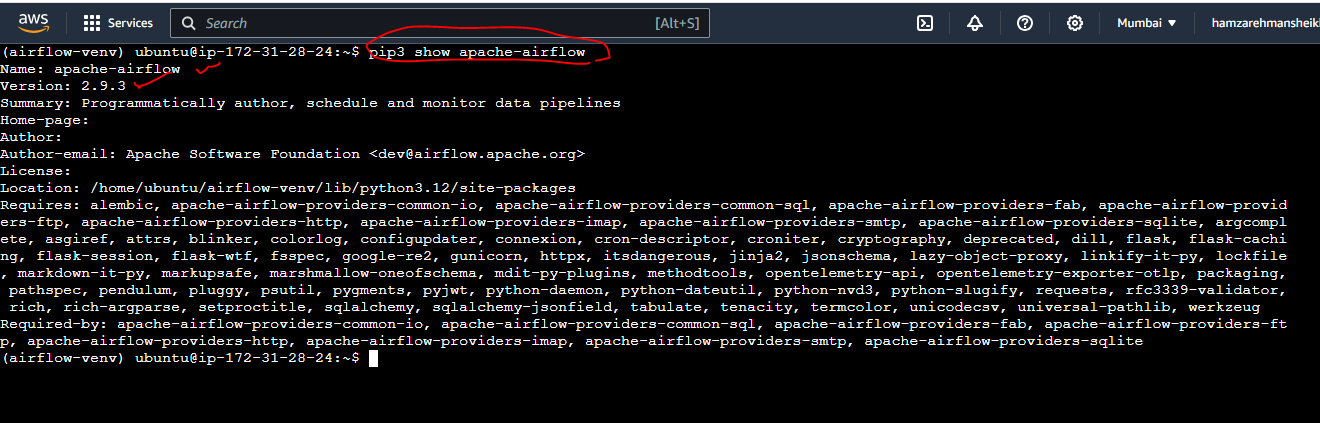 aws
Services
Search
[Alt+S]
Mumbai
hamzarehmansheikh
(airflow-venv) ubuntu@ip-172-31-28-24:~$ pip3 show apache-airflow
Name: apache-airflow
Version: 2.9.3
Summary: Programmatically author, schedule and monitor data pipelines
Home-page:
Author:
Author-email: Apache Software Foundation <dev@airflow.apache.org>
License:
Location: /home/ubuntu/airflow-venv/lib/python3.12/site-packages
Requires: alembic, apache-airflow-providers-common-io, apache-airflow-providers-common-sql, apache-airflow-providers-fab, apache-airflow-provid
ers-ftp, apache-airflow-providers-http, apache-airflow-providers-imap, apache-airflow-providers-smtp, apache-airflow-providers-sqlite, argcompl
ete, asgiref, attrs, blinker, colorlog, configupdater, connexion, cron-descriptor, croniter, cryptography, deprecated, dill, flask, flask-cachi
ng, flask-session, flask-wtf, fsspec, google-re2, gunicorn, httpx, itsdangerous, jinja2, jsonschema, lazy-object-proxy, linkify-it-py, lockfile
, markdown-it-py, markupsafe, marshmallow-oneofschema, mdit-py-plugins, methodtools, opentelemetry-api, opentelemetry-exporter-otlp, packaging,
pathspec, pendulum, pluggy, psutil, pygments, pyjwt, python-daemon, python-dateutil, python-nvd3, python-slugify, requests, rfc3339-validator,
rich, rich-argparse, setproctitle, sqlalchemy, sqlalchemy-jsonfield, tabulate, tenacity, termcolor, unicodecsv, universal-pathlib, werkzeug
Required-by: apache-airflow-providers-common-io, apache-airflow-providers-common-sql, apache-airflow-providers-fab, apache-airflow-providers-ft
p, apache-airflow-providers-http, apache-airflow-providers-imap, apache-airflow-providers-smtp, apache-airflow-providers-sqlite
(airflow-venv) ubuntu@ip-172-31-28-24:~$